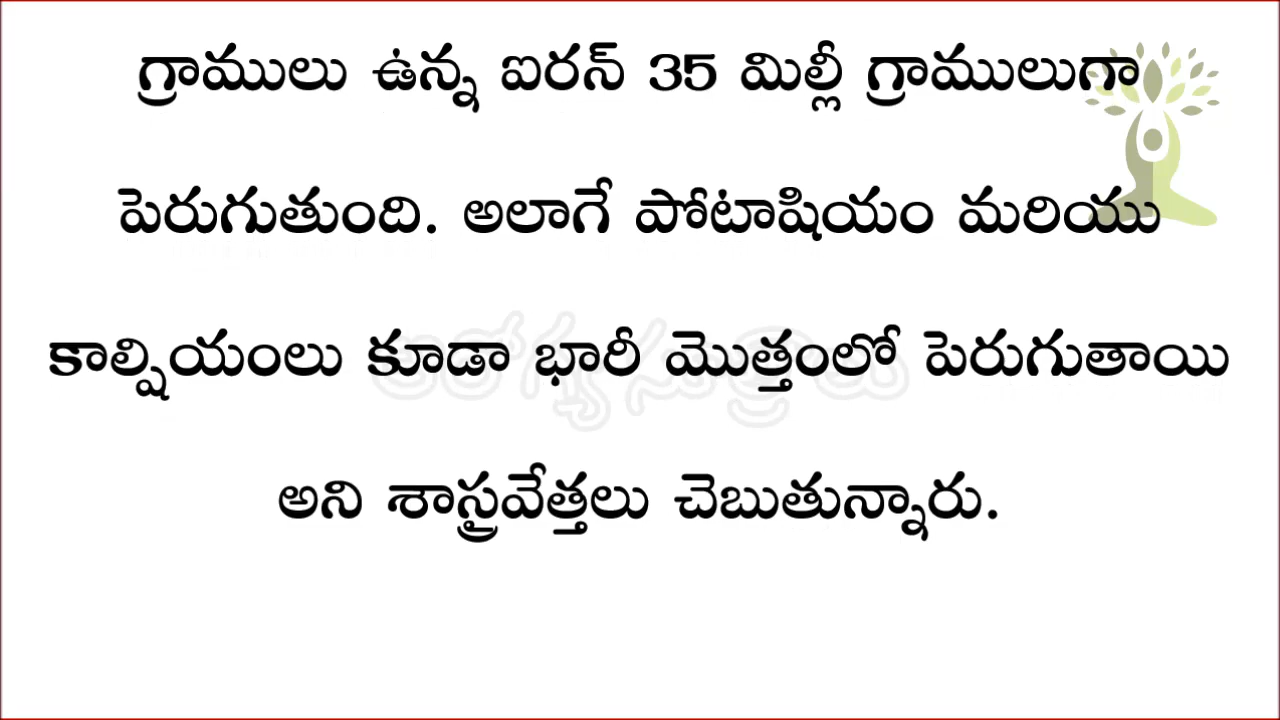 గ్రాములు ఉన్న ఐరన్ 35 మిల్లీ గ్రాములుగా
పెరుగుతుంది. అలాగే పోటాషియం మరియు
కాల్షియంలు కూడా భారీ మొత్తంలో పెరుగుతాయి
అని శాస్త్రవేత్తలు చెబుతున్నారు.